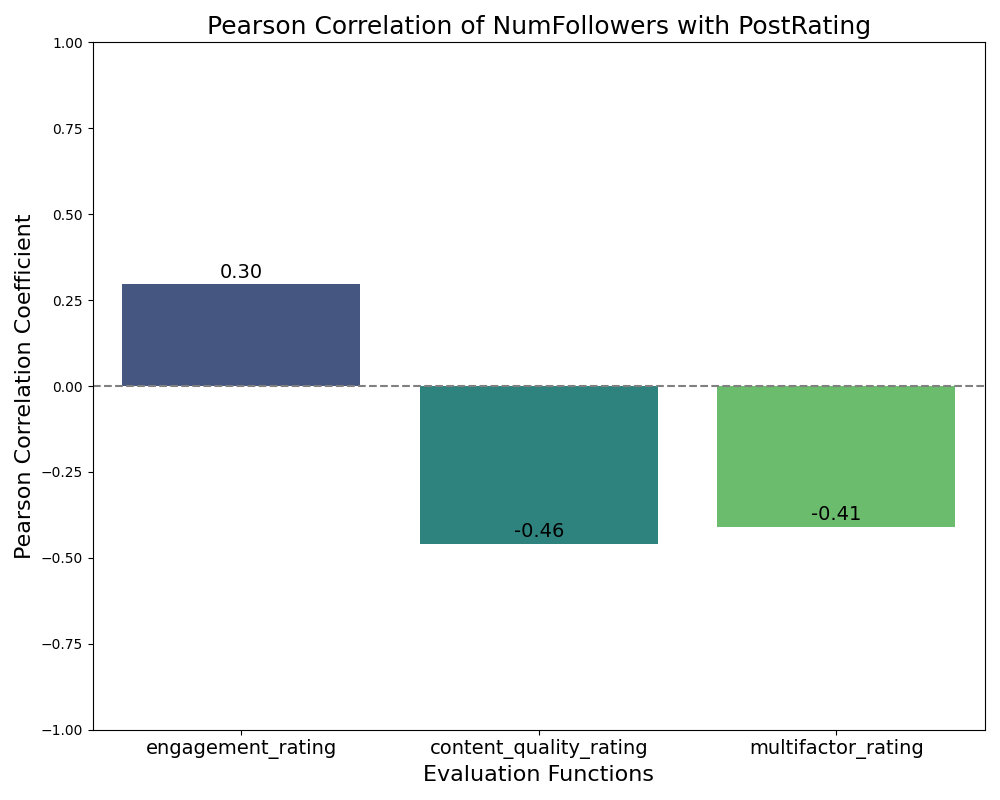 Pearson Correlation of NumFollowers with PostRating
Pearson Correlation Coefficient
1.00
0.75
0.50
0.25
0.00
−0.25
−0.50
−0.75
−1.00
0.30
-0.46
-0.41
engagement_rating
content_quality_rating
multifactor_rating
Evaluation Functions